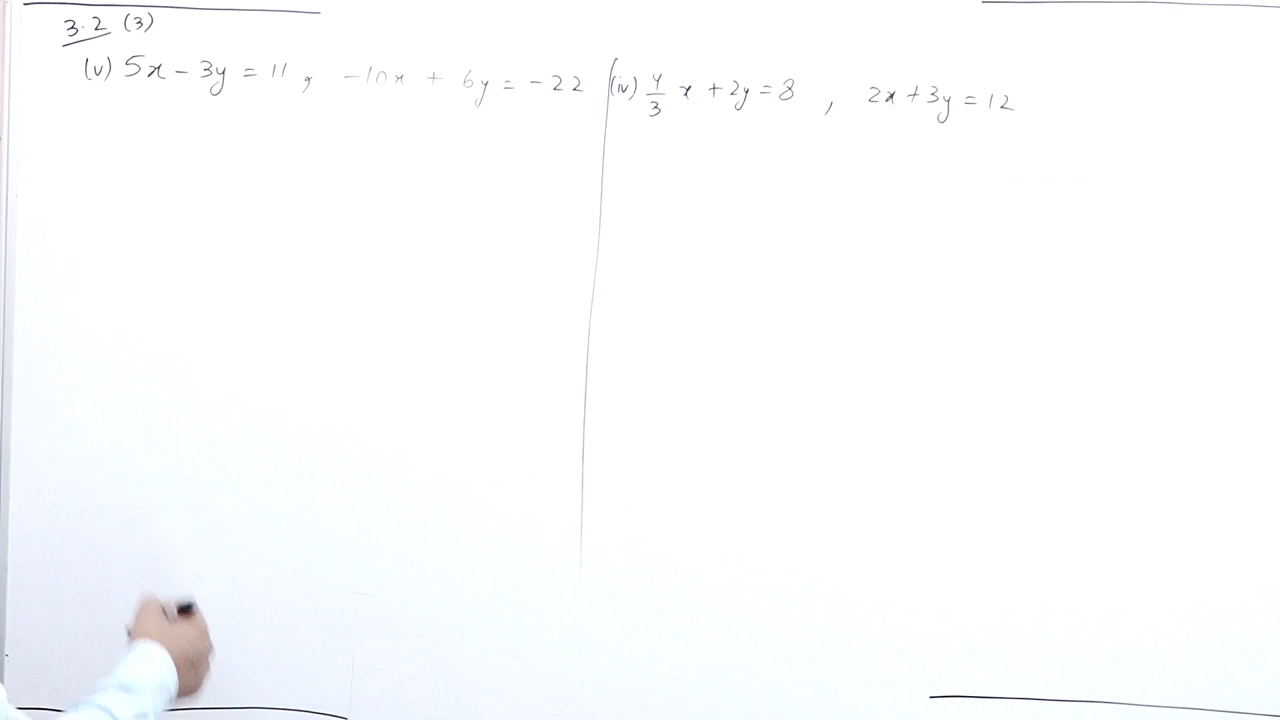 3.2 (3)
(v) 5x - 3y = 11 , -10x + 6y = -22
(iv) 4/3 x + 2y = 8 , 2x + 3y = 12